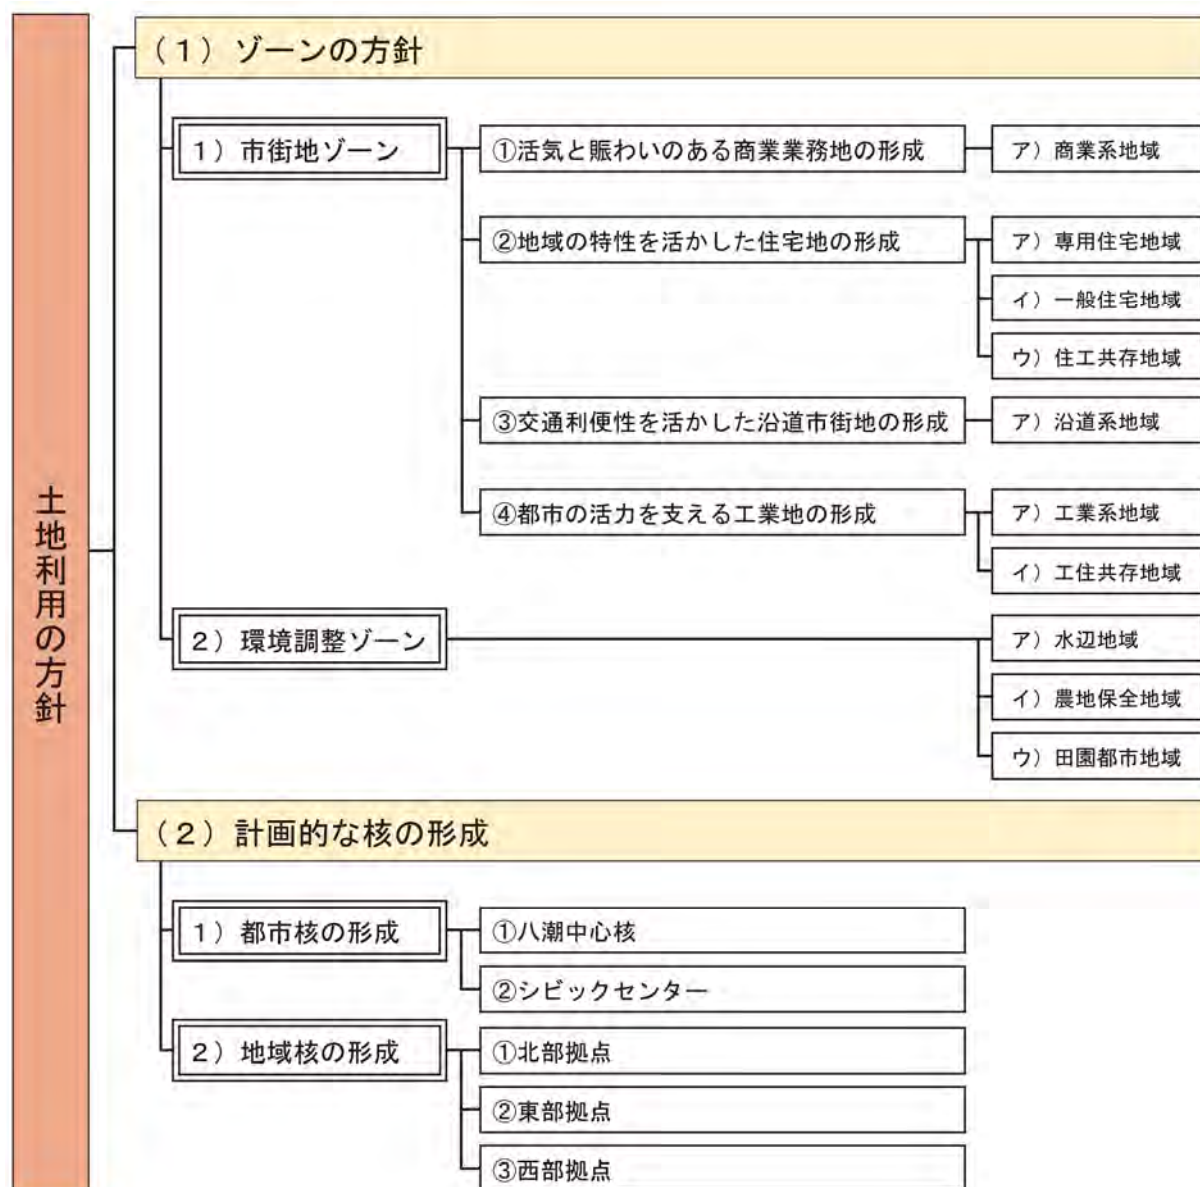 土地利用の方針
（１）ゾーンの方針
１）市街地ゾーン
①活気と賑わいのある商業業務地の形成
ア）商業系地域
②地域の特性を活かした住宅地の形成
ア）専用住宅地域
イ）一般住宅地域
ウ）住工共存地域
③交通利便性を活かした沿道市街地の形成
ア）沿道系地域
④都市の活力を支える工業地の形成
ア）工業系地域
イ）工住共存地域
２）環境調整ゾーン
ア）水辺地域
イ）農地保全地域
ウ）田園都市地域
（２）計画的な核の形成
１）都市核の形成
①八潮中心核
②シビックセンター
２）地域核の形成
①北部拠点
②東部拠点
③西部拠点